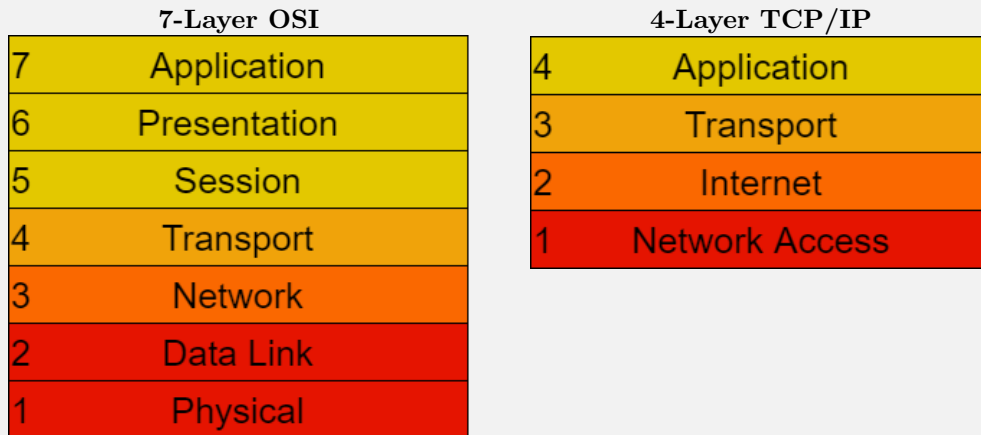 7-Layer OSI
7 Application
6 Presentation
5 Session
4 Transport
3 Network
2 Data Link
1 Physical
4-Layer TCP/IP
4 Application
3 Transport
2 Internet
1 Network Access